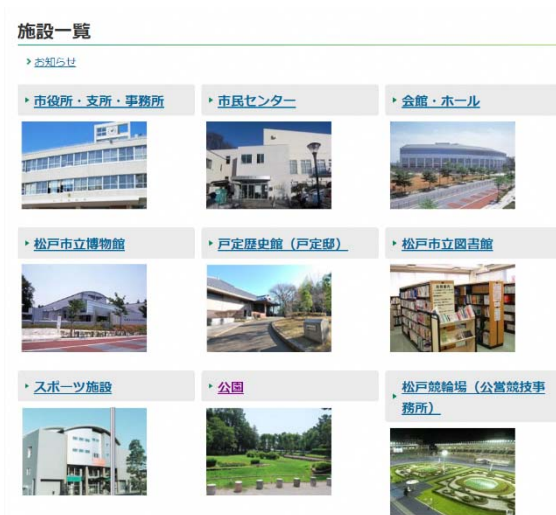 施設一覧
お知らせ
市役所・支所・事務所
市民センター
会館・ホール
松戸市立博物館
戸定歴史館（戸定邸）
松戸市立図書館
スポーツ施設
公園
松戸競輪場（公営競技事
務所）